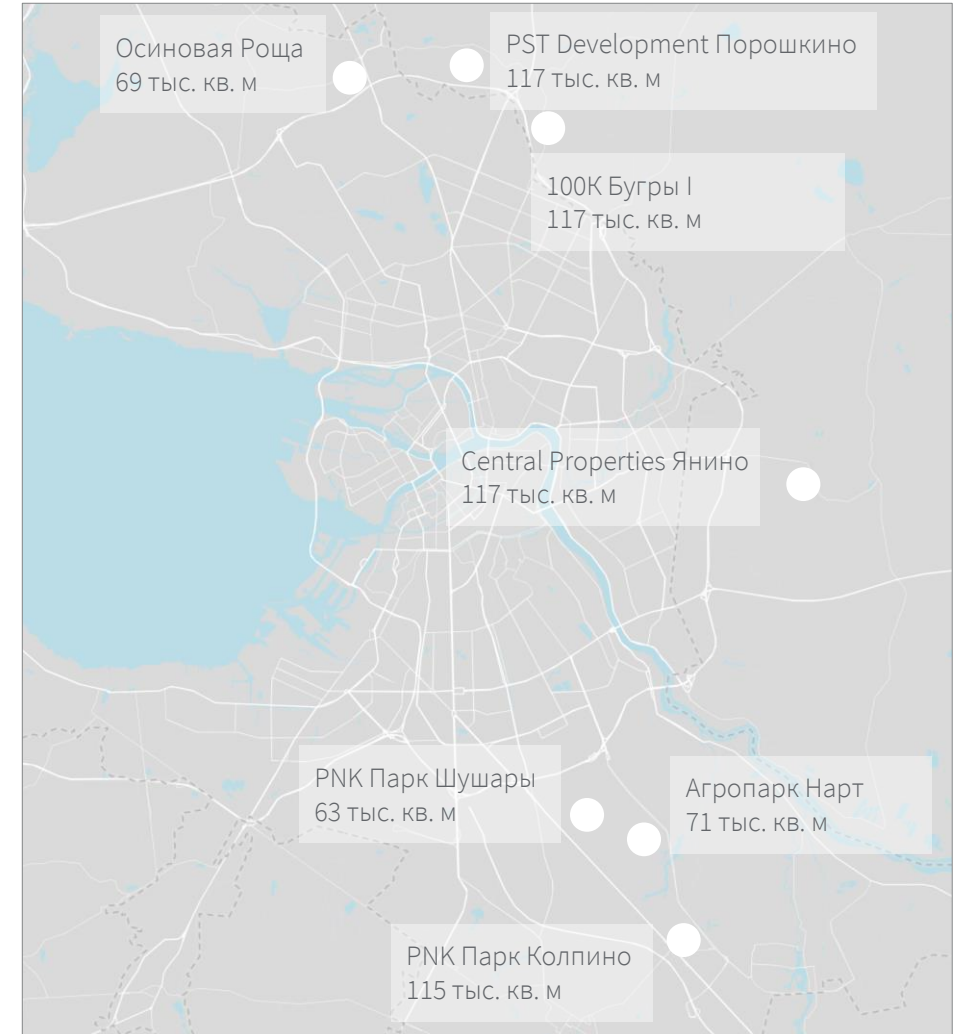 Осиновая Роща
69 тыс. кв. м
PST Development Порошкино
117 тыс. кв. м
100К Бугры I
117 тыс. кв. м
Central Properties Янино
117 тыс. кв. м
PNK Парк Шушары
63 тыс. кв. м
Агропарк Нарт
71 тыс. кв. м
PNK Парк Колпино
115 тыс. кв. м